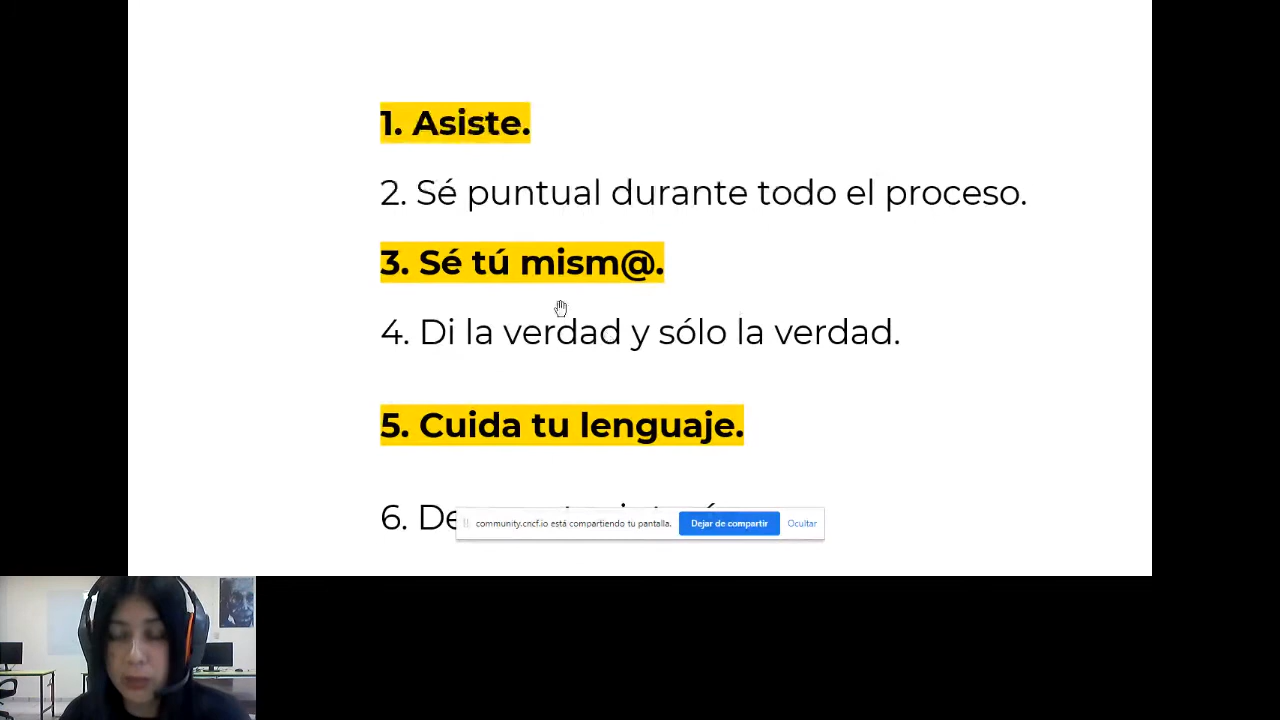 1. Asiste.
2. Sé puntual durante todo el proceso.
3. Sé tú mism@.
4. Di la verdad y sólo la verdad.
5. Cuida tu lenguaje.
6.
community.cncf.io está compartiendo tu pantalla. Dejar de compartir Ocultar